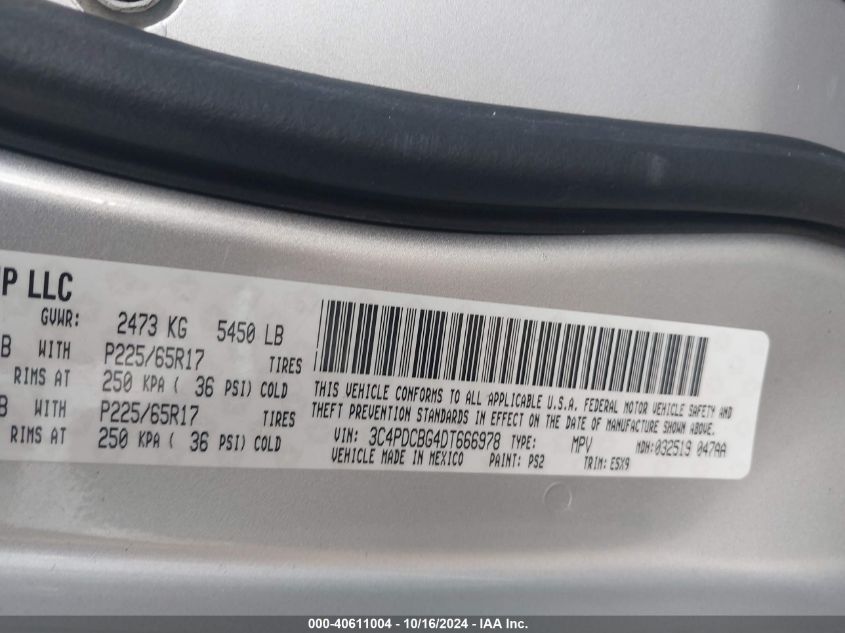 P LLC
GVWR: 2473 KG 5450 LB
B WITH P225/65R17 TIRES
RIMS AT 250 KPA ( 36 PSI) COLD
B WITH P225/65R17 TIRES
RIMS AT 250 KPA ( 36 PSI) COLD
THIS VEHICLE CONFORMS TO ALL APPLICABLE U.S.A. FEDERAL MOTOR VEHICLE SAFETY AND
THEFT PREVENTION STANDARDS IN EFFECT ON THE DATE OF MANUFACTURE SHOWN ABOVE.
VIN: 3C4PDCBG4DT666978 TYPE: MPV MDH:032519 047AA
VEHICLE MADE IN MEXICO PAINT: PS2 TRIM: E5X9
000-40611004 - 10/16/2024 - IAA Inc.